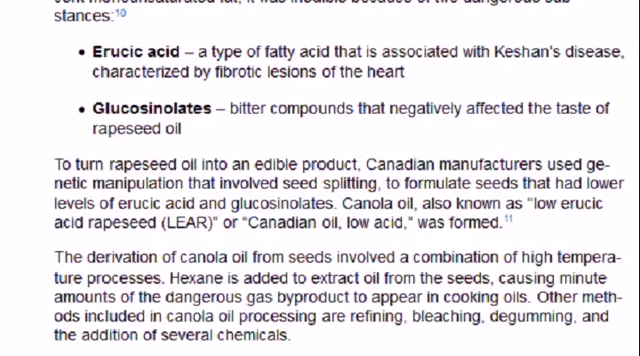 stances:10
• Erucic acid – a type of fatty acid that is associated with Keshan's disease,
characterized by fibrotic lesions of the heart
• Glucosinolates – bitter compounds that negatively affected the taste of
rapeseed oil
To turn rapeseed oil into an edible product, Canadian manufacturers used ge-
netic manipulation that involved seed splitting, to formulate seeds that had lower
levels of erucic acid and glucosinolates. Canola oil, also known as “low erucic
acid rapeseed (LEAR)” or “Canadian oil, low acid,” was formed.11
The derivation of canola oil from seeds involved a combination of high tempera-
ture processes. Hexane is added to extract oil from the seeds, causing minute
amounts of the dangerous gas byproduct to appear in cooking oils. Other meth-
ods included in canola oil processing are refining, bleaching, degumming, and
the addition of several chemicals.